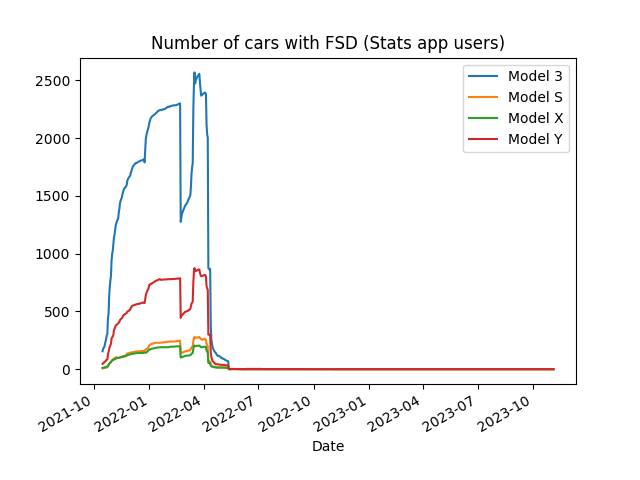 Number of cars with FSD (Stats app users)
2500
2000
1500
1000
500
0
Model 3
Model S
Model X
Model Y
2021-10
2022-01
2022-04
2022-07
2022-10
2023-01
2023-04
2023-07
2023-10
Date